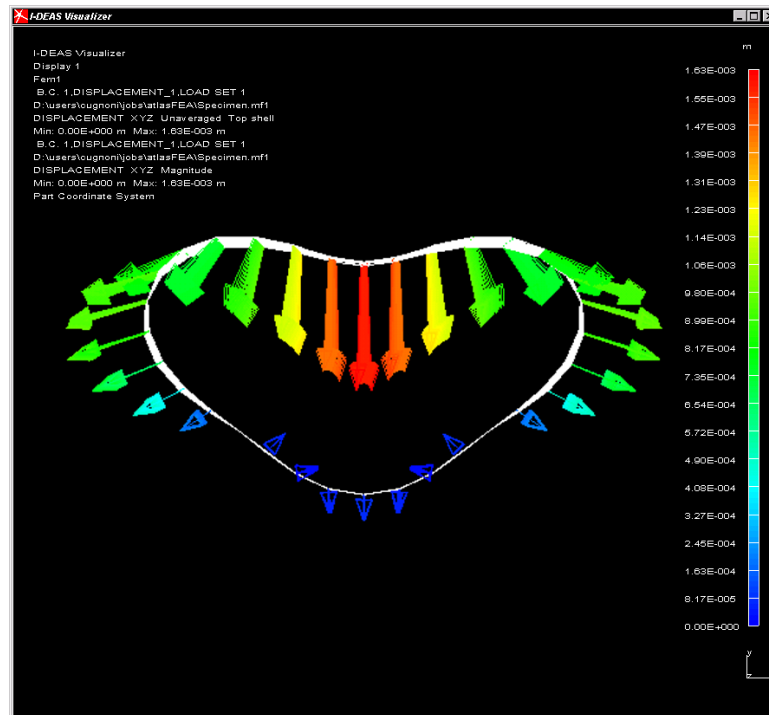 I-DEAS Visualizer
I-DEAS Visualizer
Display 1
Fem1
B.C. 1,DISPLACEMENT_1,LOAD SET 1
D:\users\cugnoni\jobs\atlasFEA\Specimen.mf1
DISPLACEMENT XYZ Unaveraged Top shell
Min: 0.00E+000 m Max: 1.63E-003 m
B.C. 1,DISPLACEMENT_1,LOAD SET 1
D:\users\cugnoni\jobs\atlasFEA\Specimen.mf1
DISPLACEMENT XYZ Magnitude
Min: 0.00E+000 m Max: 1.63E-003 m
Part Coordinate System
m
1.63E-003
1.55E-003
1.47E-003
1.39E-003
1.31E-003
1.23E-003
1.14E-003
1.06E-003
9.80E-004
8.99E-004
8.17E-004
7.35E-004
6.54E-004
5.72E-004
4.90E-004
4.08E-004
3.27E-004
2.45E-004
1.63E-004
8.17E-005
0.00E+000
y
z